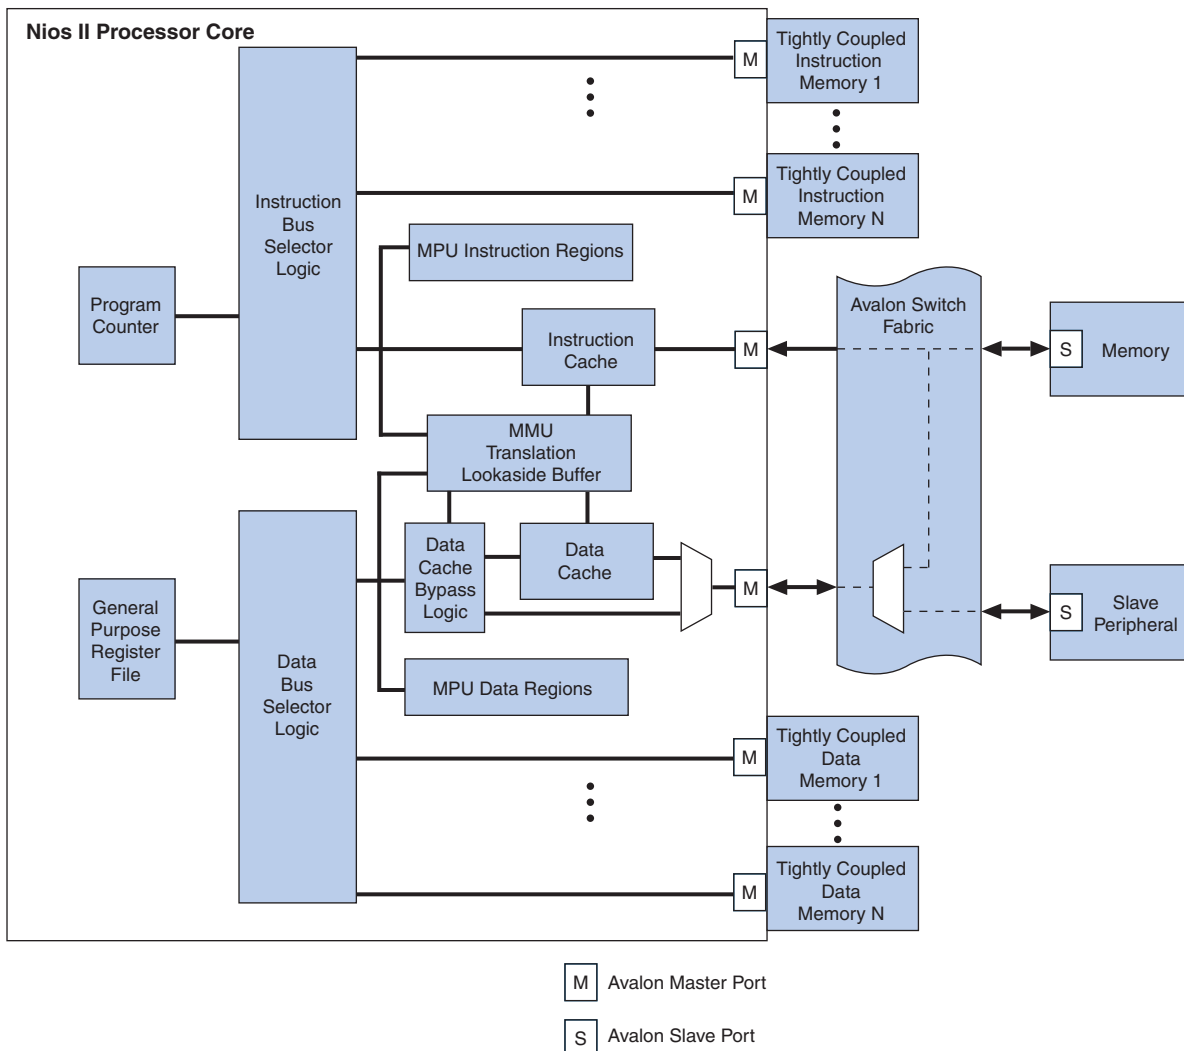 Nios II Processor Core
Tightly Coupled
Instruction
Memory 1
M
Tightly Coupled
Instruction
Memory N
M
Instruction
Bus
Selector
Logic
MPU Instruction Regions
Program
Counter
Instruction
Cache
M
Avalon Switch
Fabric
S
Memory
MMU
Translation
Lookaside Buffer
Data
Cache
Bypass
Logic
Data
Cache
M
General
Purpose
Register
File
Data
Bus
Selector
Logic
S
Slave
Peripheral
MPU Data Regions
M
Tightly Coupled
Data
Memory 1
M
Tightly Coupled
Data
Memory N
M
Avalon Master Port
S
Avalon Slave Port